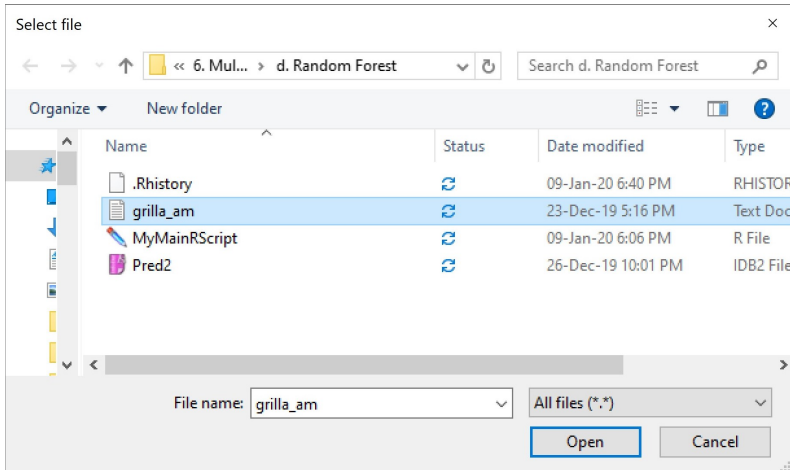 Select file
« 6. Mul... › d. Random Forest Search d. Random Forest
Organize New folder
Name Status Date modified Type
.Rhistory 09-Jan-20 6:40 PM RHISTOR
grilla_am 23-Dec-19 5:16 PM Text Doc
MyMainRScript 09-Jan-20 6:06 PM R File
Pred2 26-Dec-19 10:01 PM IDB2 File
File name: grilla_am All files (*.*)
Open Cancel